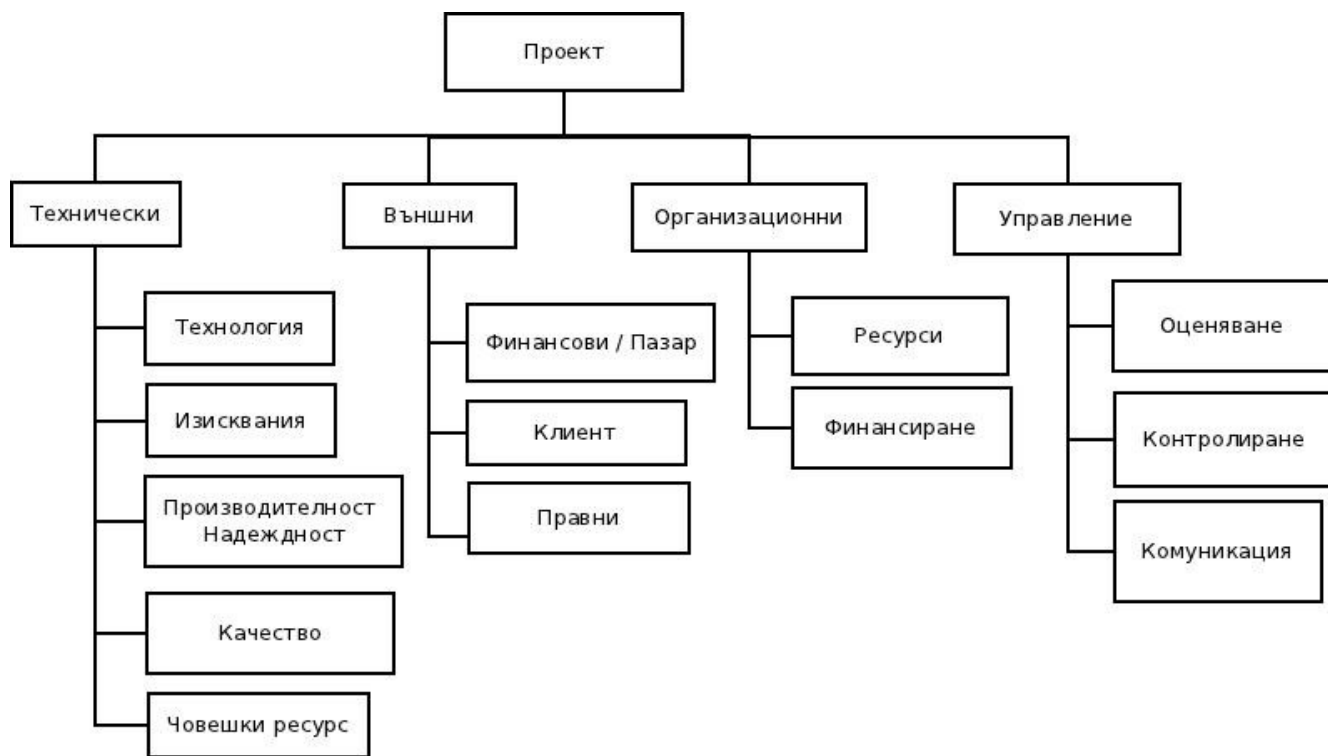 Проект
Технически
Външни
Организационни
Управление
Технология
Изисквания
Производителност
Надеждност
Качество
Човешки ресурс
Финансови / Пазар
Клиент
Правни
Ресурси
Финансиране
Оценяване
Контролиране
Комуникация